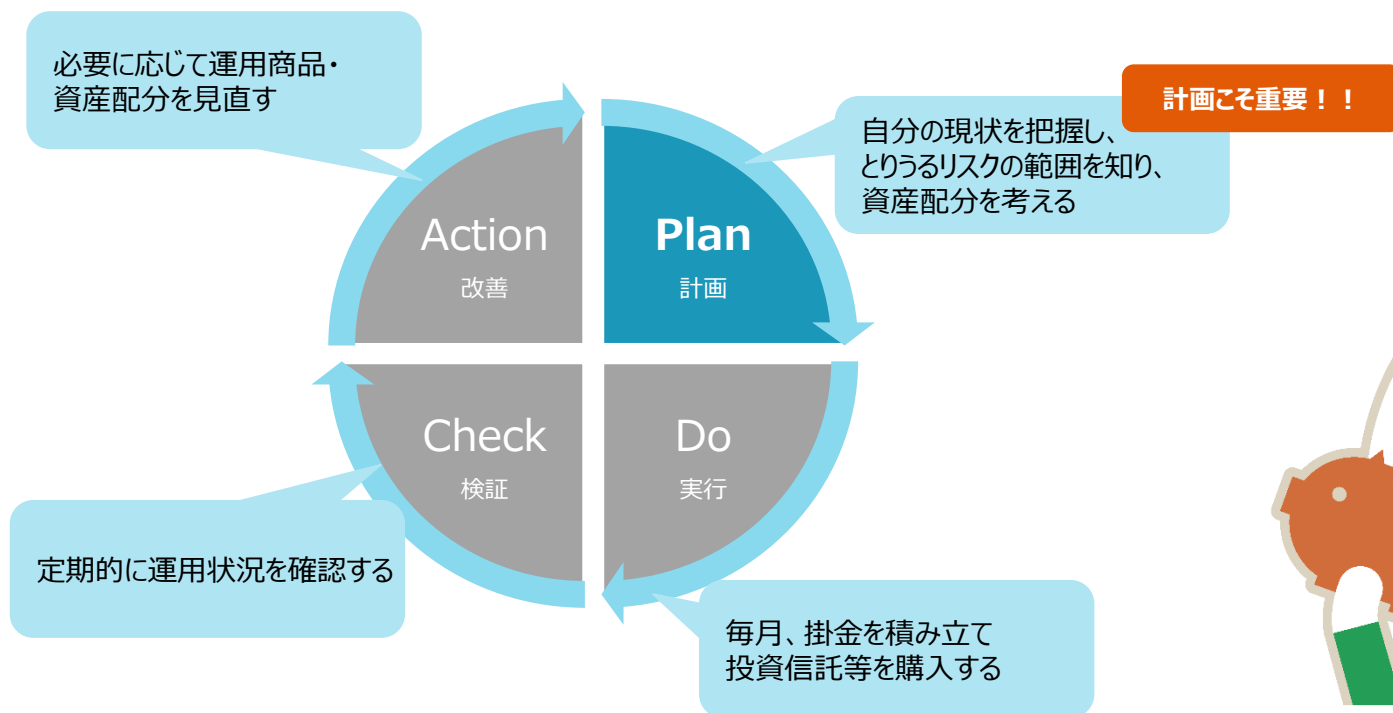 必要に応じて運用商品・
資産配分を見直す
計画こそ重要！！
自分の現状を把握し、
とりうるリスクの範囲を知り、
資産配分を考える
Action
改善
Plan
計画
Check
検証
Do
実行
定期的に運用状況を確認する
毎月、掛金を積み立て
投資信託等を購入する